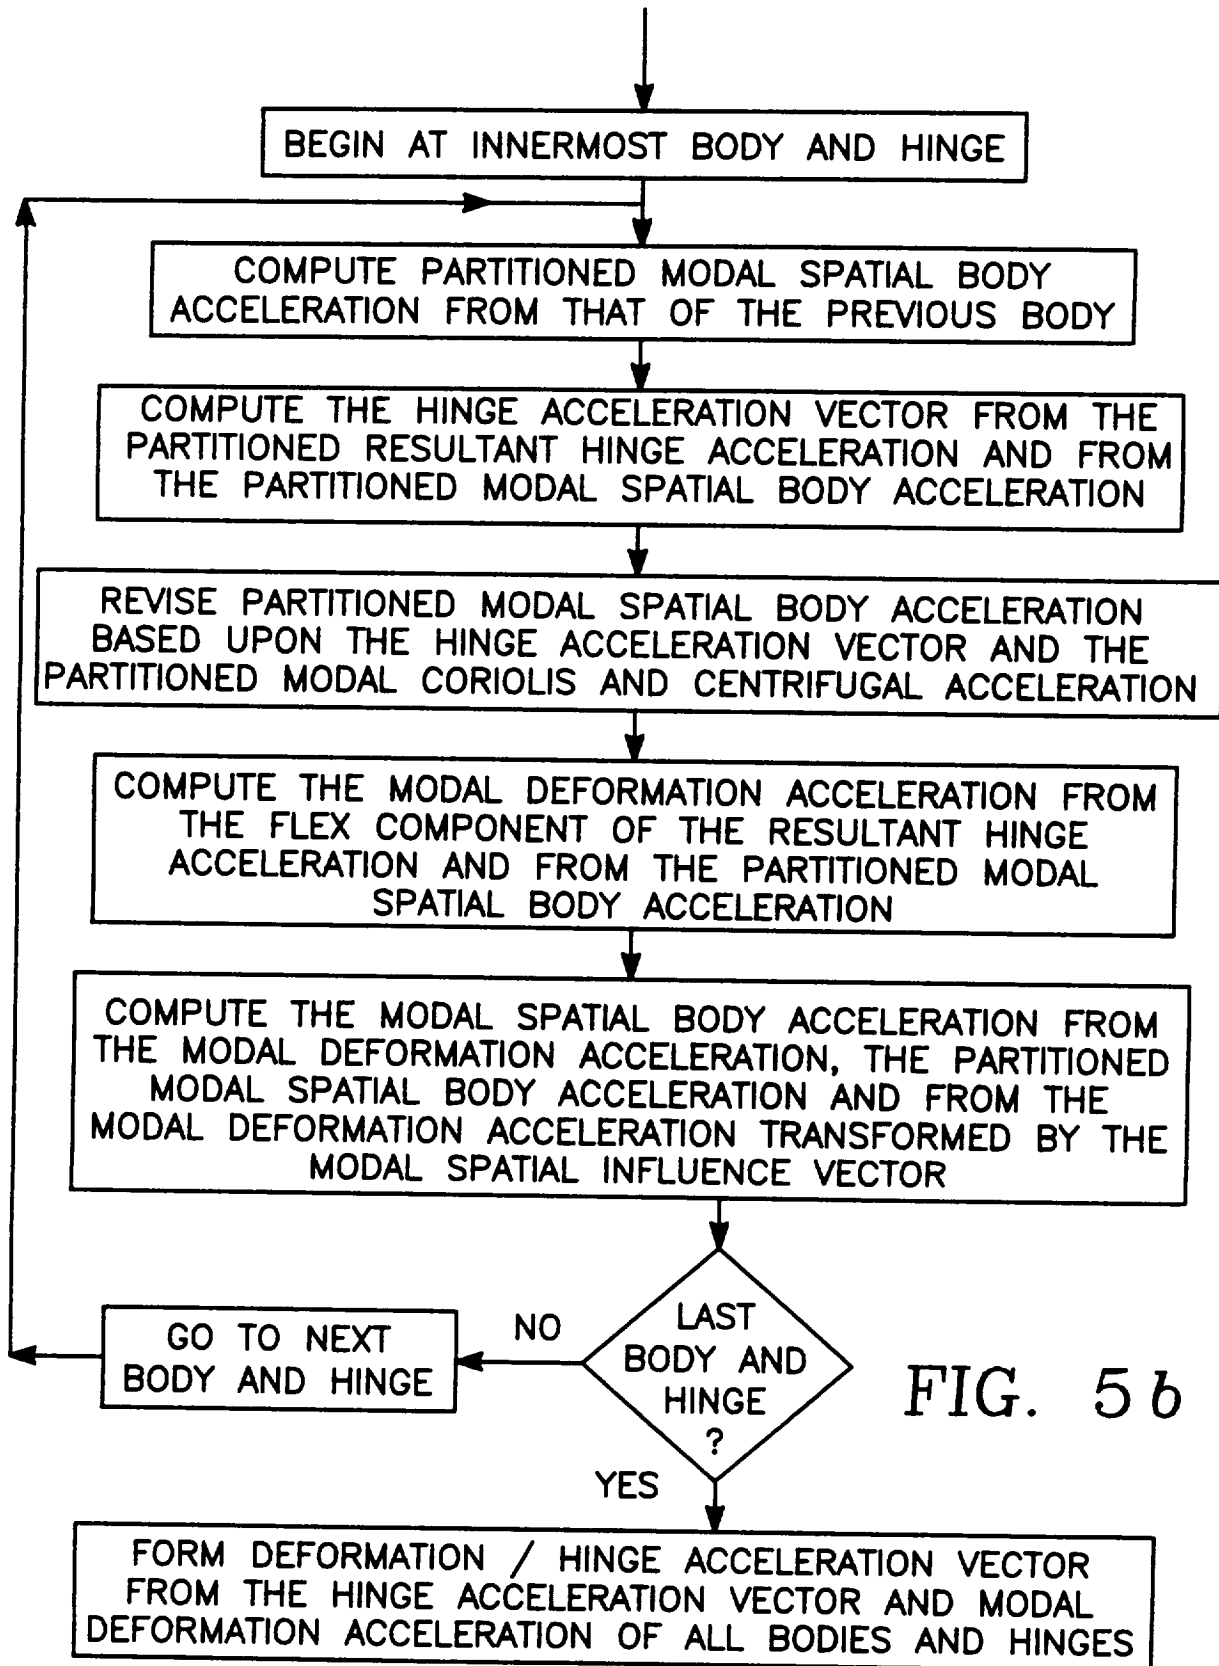 BEGIN AT INNERMOST BODY AND HINGE
COMPUTE PARTITIONED MODAL SPATIAL BODY
ACCELERATION FROM THAT OF THE PREVIOUS BODY
COMPUTE THE HINGE ACCELERATION VECTOR FROM THE
PARTITIONED RESULTANT HINGE ACCELERATION AND FROM
THE PARTITIONED MODAL SPATIAL BODY ACCELERATION
REVISE PARTITIONED MODAL SPATIAL BODY ACCELERATION
BASED UPON THE HINGE ACCELERATION VECTOR AND THE
PARTITIONED MODAL CORIOLIS AND CENTRIFUGAL ACCELERATION
COMPUTE THE MODAL DEFORMATION ACCELERATION FROM
THE FLEX COMPONENT OF THE RESULTANT HINGE
ACCELERATION AND FROM THE PARTITIONED MODAL
SPATIAL BODY ACCELERATION
COMPUTE THE MODAL SPATIAL BODY ACCELERATION FROM
THE MODAL DEFORMATION ACCELERATION, THE PARTITIONED
MODAL SPATIAL BODY ACCELERATION AND FROM THE
MODAL DEFORMATION ACCELERATION TRANSFORMED BY THE
MODAL SPATIAL INFLUENCE VECTOR
LAST
BODY AND
HINGE
?
NO
GO TO NEXT
BODY AND HINGE
FIG. 5b
YES
FORM DEFORMATION / HINGE ACCELERATION VECTOR
FROM THE HINGE ACCELERATION VECTOR AND MODAL
DEFORMATION ACCELERATION OF ALL BODIES AND HINGES